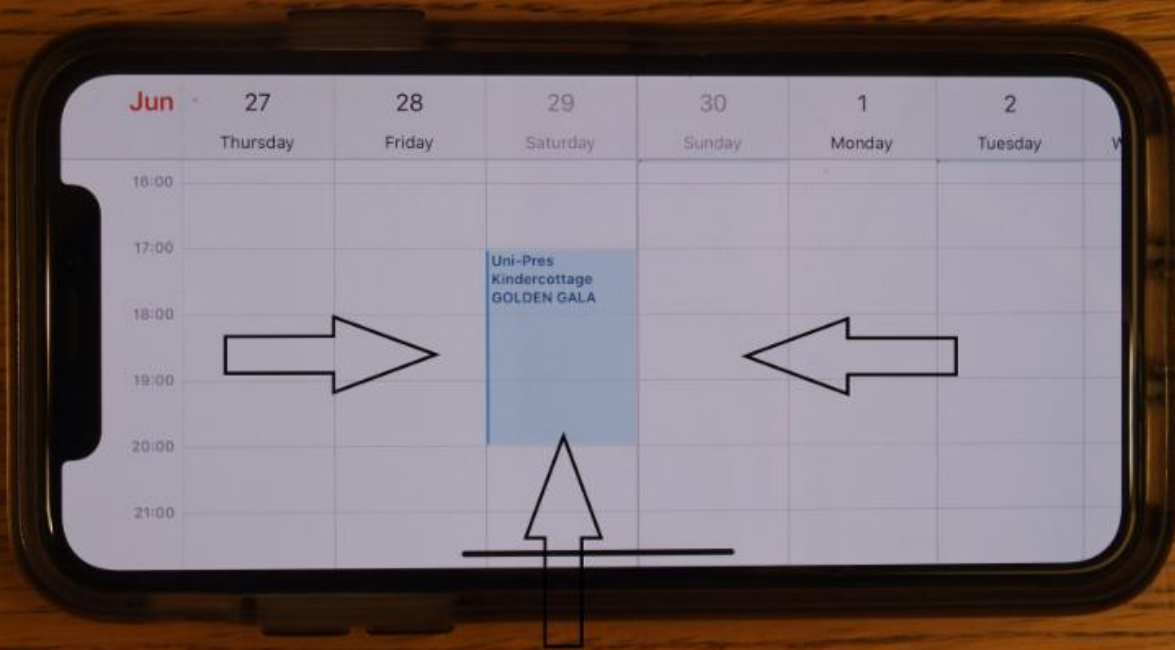 Jun 27 28 29 30 1 2
Thursday Friday Saturday Sunday Monday Tuesday W
16:00
17:00
Uni-Pres
Kindercottage
GOLDEN GALA
18:00
19:00
20:00
21:00